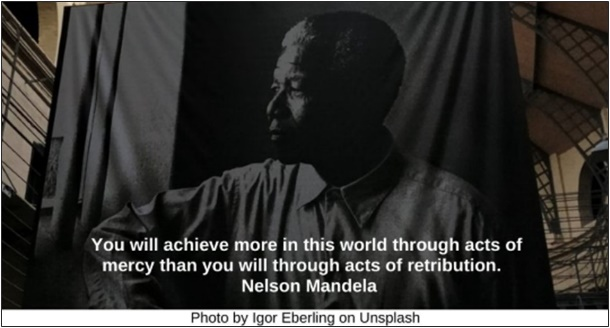 You will achieve more in this world through acts of
mercy than you will through acts of retribution.
Nelson Mandela
Photo by Igor Eberling on Unsplash